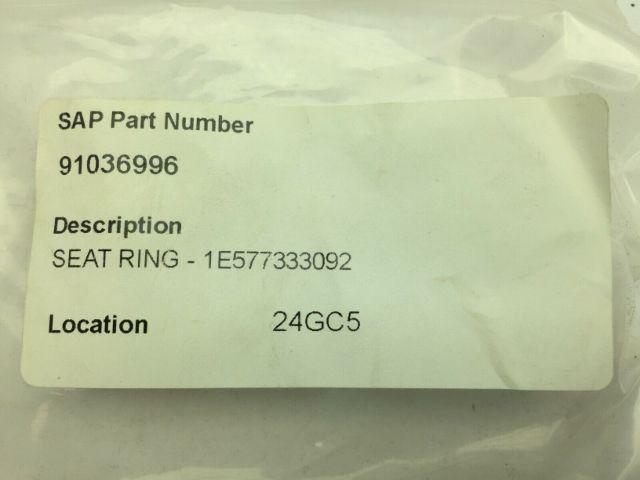 SAP Part Number
91036996
Description
SEAT RING - 1E577333092
Location 24GC5